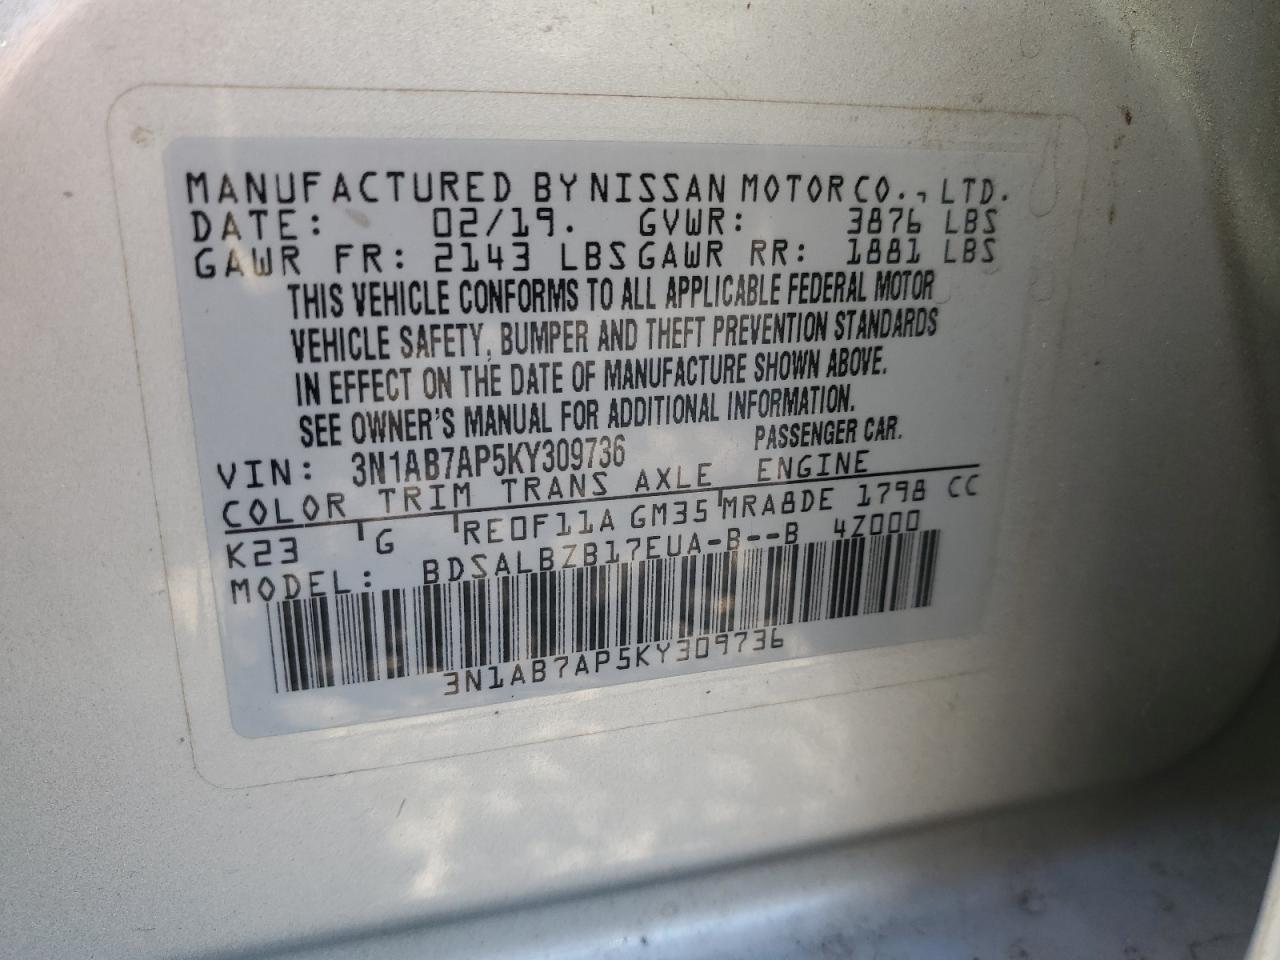 MANUFACTURED BY NISSAN MOTOR CO., LTD.
DATE: 02/19. GVWR: 3876 LBS
GAWR FR: 2143 LBS GAWR RR: 1881 LBS
THIS VEHICLE CONFORMS TO ALL APPLICABLE FEDERAL MOTOR
VEHICLE SAFETY, BUMPER AND THEFT PREVENTION STANDARDS
IN EFFECT ON THE DATE OF MANUFACTURE SHOWN ABOVE.
SEE OWNER'S MANUAL FOR ADDITIONAL INFORMATION.
VIN: 3N1AB7AP5KY309736 PASSENGER CAR.
COLOR TRIM TRANS AXLE ENGINE
K23 G RE0F11A GM35 MRA8DE 1798 CC
MODEL: BDSALBZB17EUA-B--B 4Z000
3N1AB7AP5KY309736